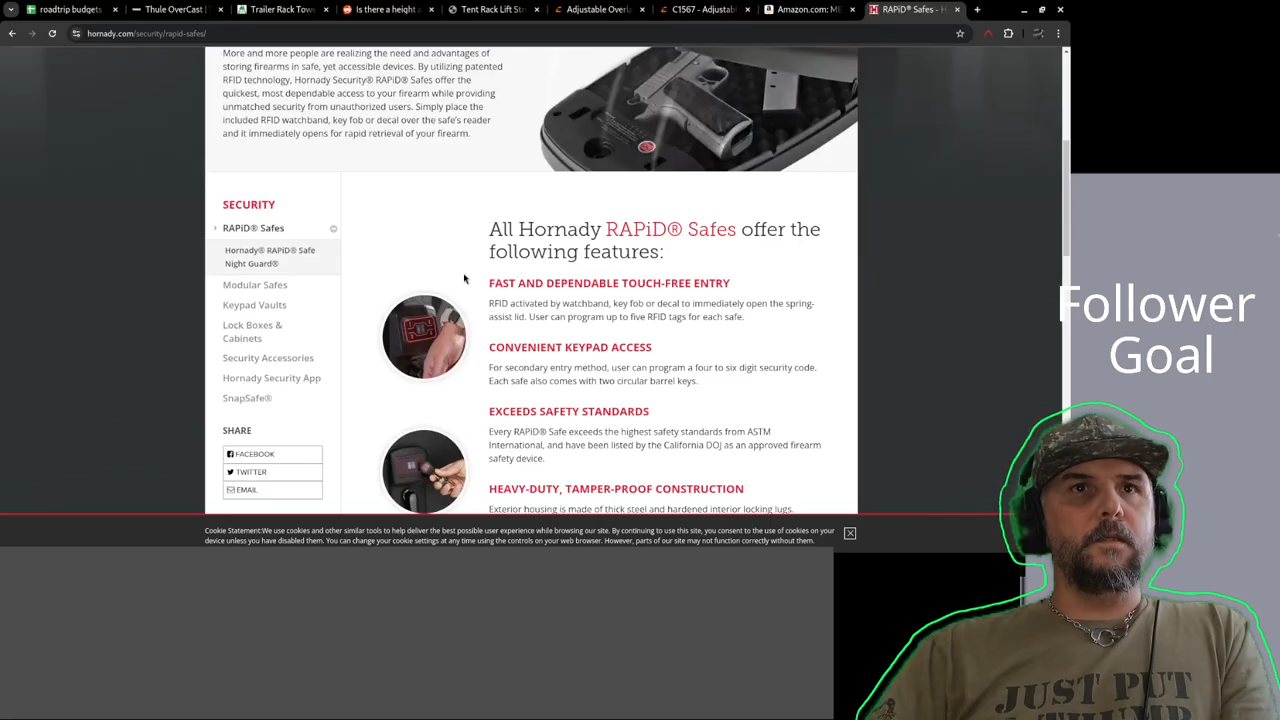 roadtrip budgets
Thule OverCast
Trailer Rack Towe
Is there a height a
Tent Rack Lift Str
Adjustable Overla
C1567 - Adjustabl
Amazon.com: ME
RAPiD® Safes - H
hornady.com/security/rapid-safes/
More and more people are realizing the need and advantages of
storing firearms in safe, yet accessible devices. By utilizing patented
RFID technology, Hornady Security® RAPiD® Safes offer the
quickest, most dependable access to your firearm while providing
unmatched security from unauthorized users. Simply place the
included RFID watchband, key fob or decal over the safe's reader
and it immediately opens for rapid retrieval of your firearm.
SECURITY
RAPiD® Safes
Hornady® RAPiD® Safe
Night Guard®
Modular Safes
Keypad Vaults
Lock Boxes &
Cabinets
Security Accessories
Hornady Security App
SnapSafe®
SHARE
FACEBOOK
TWITTER
EMAIL
All Hornady RAPiD® Safes offer the
following features:
FAST AND DEPENDABLE TOUCH-FREE ENTRY
RFID activated by watchband, key fob or decal to immediately open the spring-
assist lid. User can program up to five RFID tags for each safe.
CONVENIENT KEYPAD ACCESS
For secondary entry method, user can program a four to six digit security code.
Each safe also comes with two circular barrel keys.
EXCEEDS SAFETY STANDARDS
Every RAPiD® Safe exceeds the highest safety standards from ASTM
International, and have been listed by the California DOJ as an approved firearm
safety device.
HEAVY-DUTY, TAMPER-PROOF CONSTRUCTION
Exterior housing is made of thick steel and hardened interior locking lugs.
Cookie Statement:We use cookies and other similar tools to help deliver the best possible user experience while browsing our site. By continuing to use this site, you consent to the use of cookies on your
device unless you have disabled them. You can change your cookie settings at any time using the controls on your web browser. However, parts of our site may not function correctly without them.
Follower
Goal
JUST PUT
A THUMB